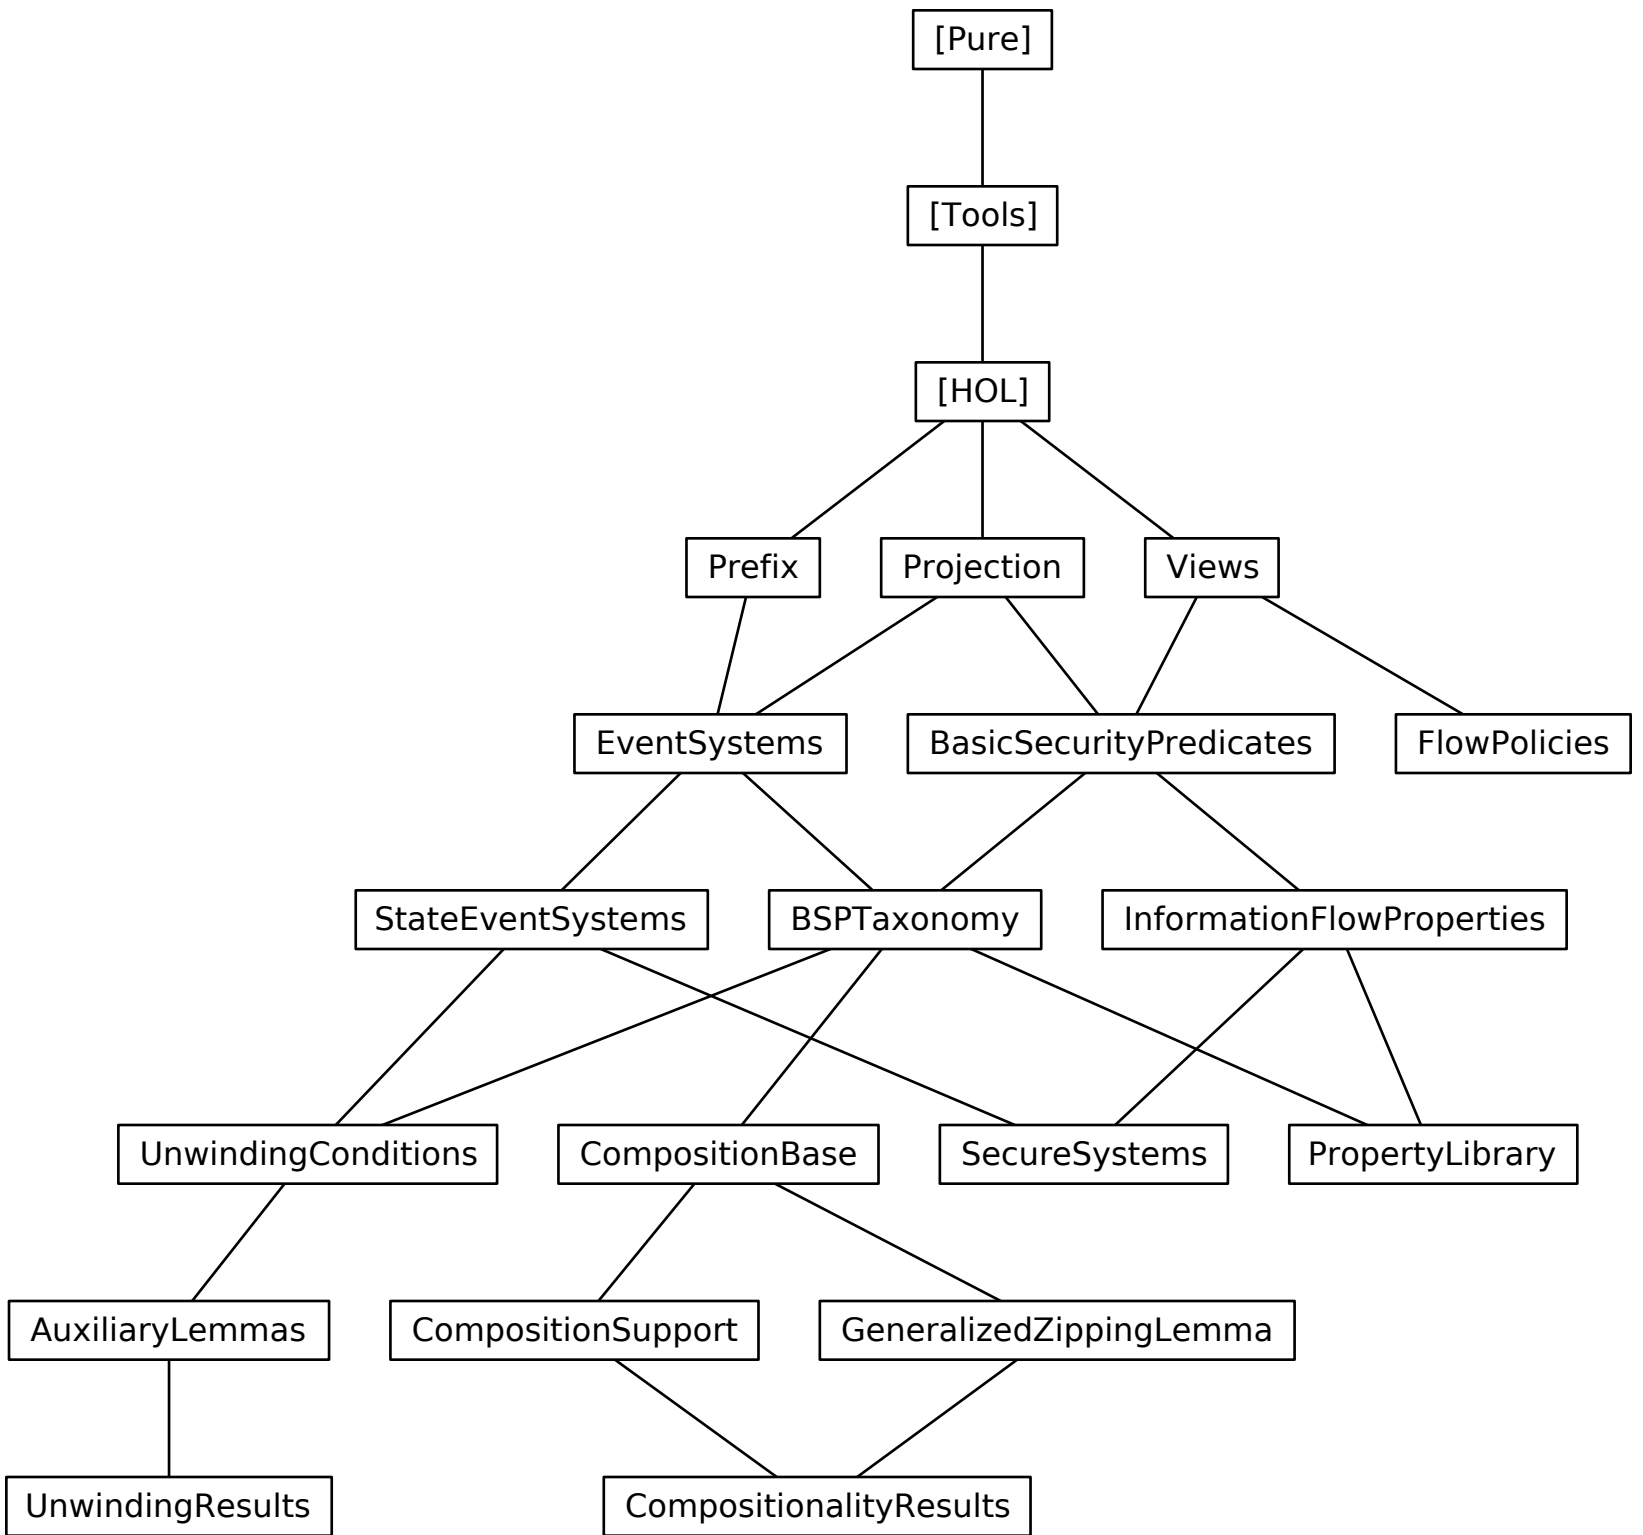 [Pure]
[Tools]
[HOL]
Prefix
Projection
Views
EventSystems
BasicSecurityPredicates
FlowPolicies
StateEventSystems
BSPTaxonomy
InformationFlowProperties
UnwindingConditions
CompositionBase
SecureSystems
PropertyLibrary
AuxiliaryLemmas
CompositionSupport
GeneralizedZippingLemma
UnwindingResults
CompositionalityResults